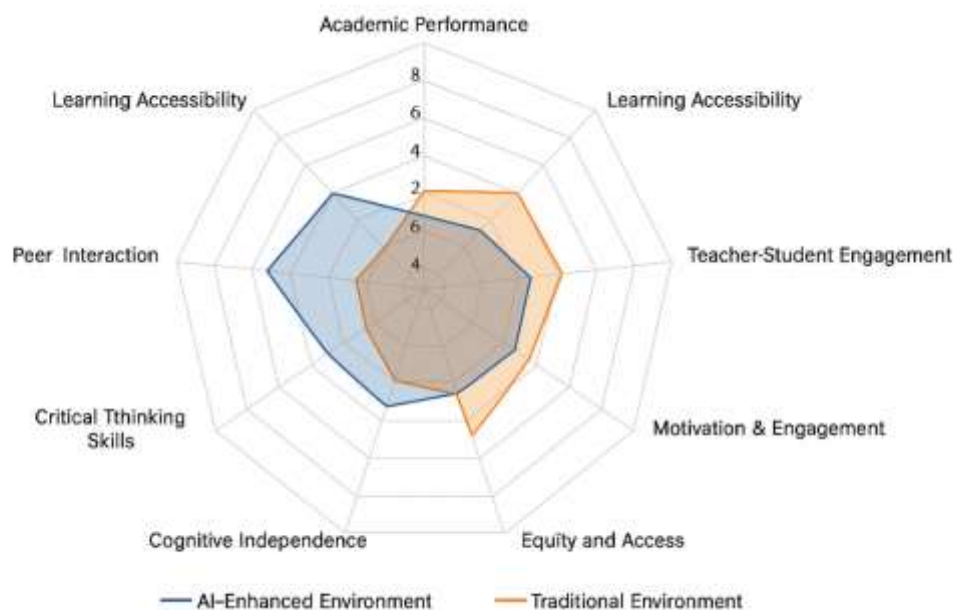 Academic Performance
8
Learning Accessibility
Learning Accessibility
6
4
2
6
Peer Interaction
Teacher-Student Engagement
4
Critical Tthinking
Skills
Motivation & Engagement
Cognitive Independence
Equity and Access
AI-Enhanced Environment
Traditional Environment